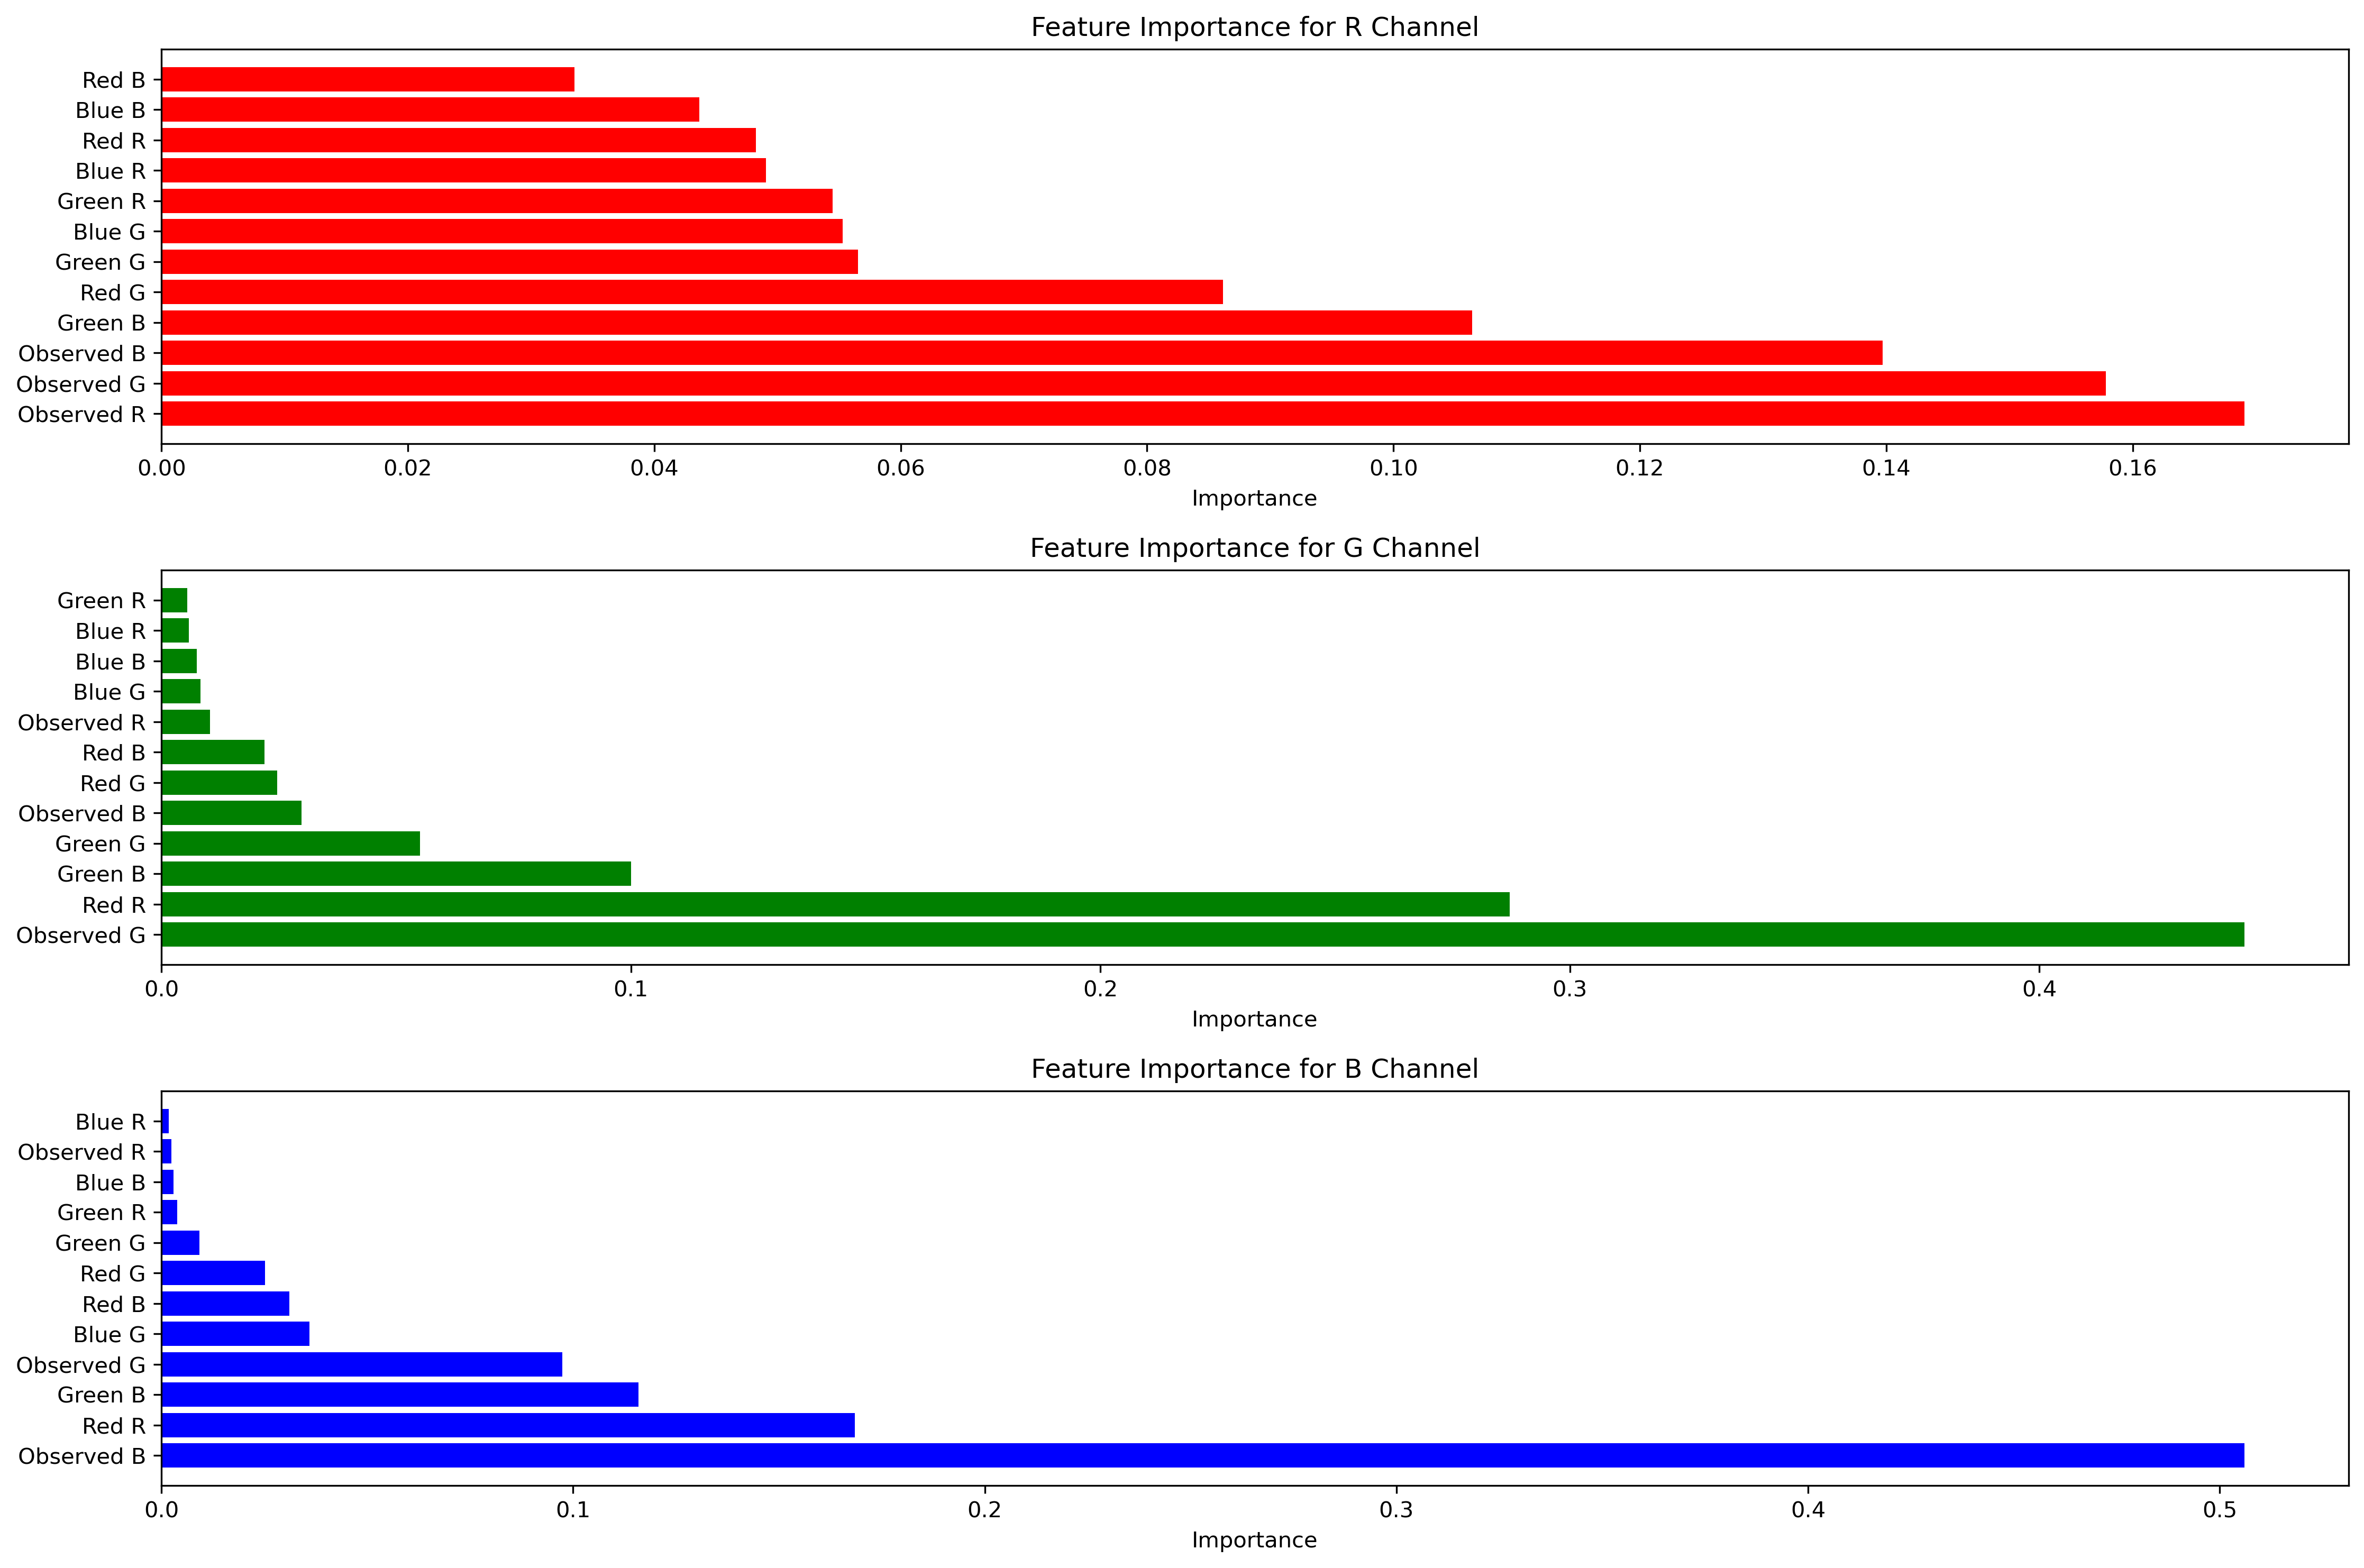 Feature Importance for R Channel
Red B
Blue B
Red R
Blue R
Green R
Blue G
Green G
Red G
Green B
Observed B
Observed G
Observed R
0.00 0.02 0.04 0.06 0.08 0.10 0.12 0.14 0.16
Importance
Feature Importance for G Channel
Green R
Blue R
Blue B
Blue G
Observed R
Red B
Red G
Observed B
Green G
Green B
Red R
Observed G
0.0 0.1 0.2 0.3 0.4
Importance
Feature Importance for B Channel
Blue R
Observed R
Blue B
Green R
Green G
Red G
Red B
Blue G
Observed G
Green B
Red R
Observed B
0.0 0.1 0.2 0.3 0.4 0.5
Importance